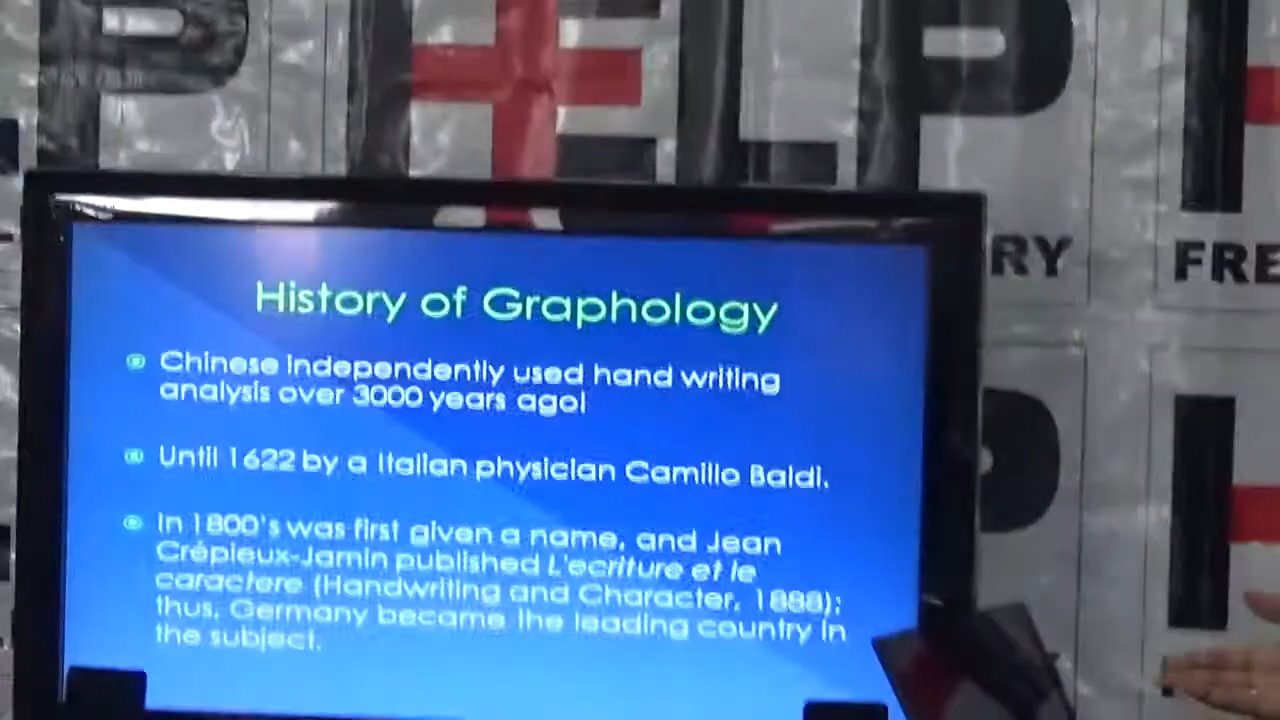 HELP
RY
FRE
History of Graphology
Chinese independently used hand writing
analysis over 3000 years ago!
Until 1622 by a Italian physician Camillo Baldi.
In 1800's was first given a name, and Jean
Crépieux-Jamin published L'ecriture et le
caractere (Handwriting and Character, 1888);
thus, Germany became the leading country in
the subject.